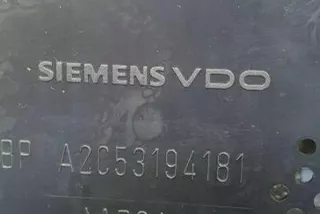 SIEMENS VDO
BP A2C53194181